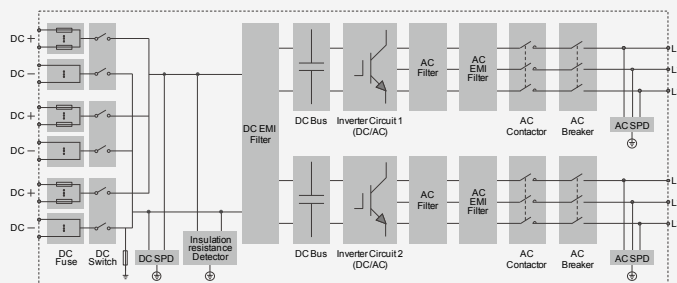 DC +
DC −
DC +
DC −
DC +
DC −
DC
Fuse
DC
Switch
DC SPD
Insulation
resistance
Detector
DC EMI
Filter
DC Bus
Inverter Circuit 1
(DC/AC)
AC
Filter
AC
EMI
Filter
AC
Contactor
AC
Breaker
AC SPD
L
L
L
DC Bus
Inverter Circuit 2
(DC/AC)
AC
Filter
AC
EMI
Filter
AC
Contactor
AC
Breaker
AC SPD
L
L
L